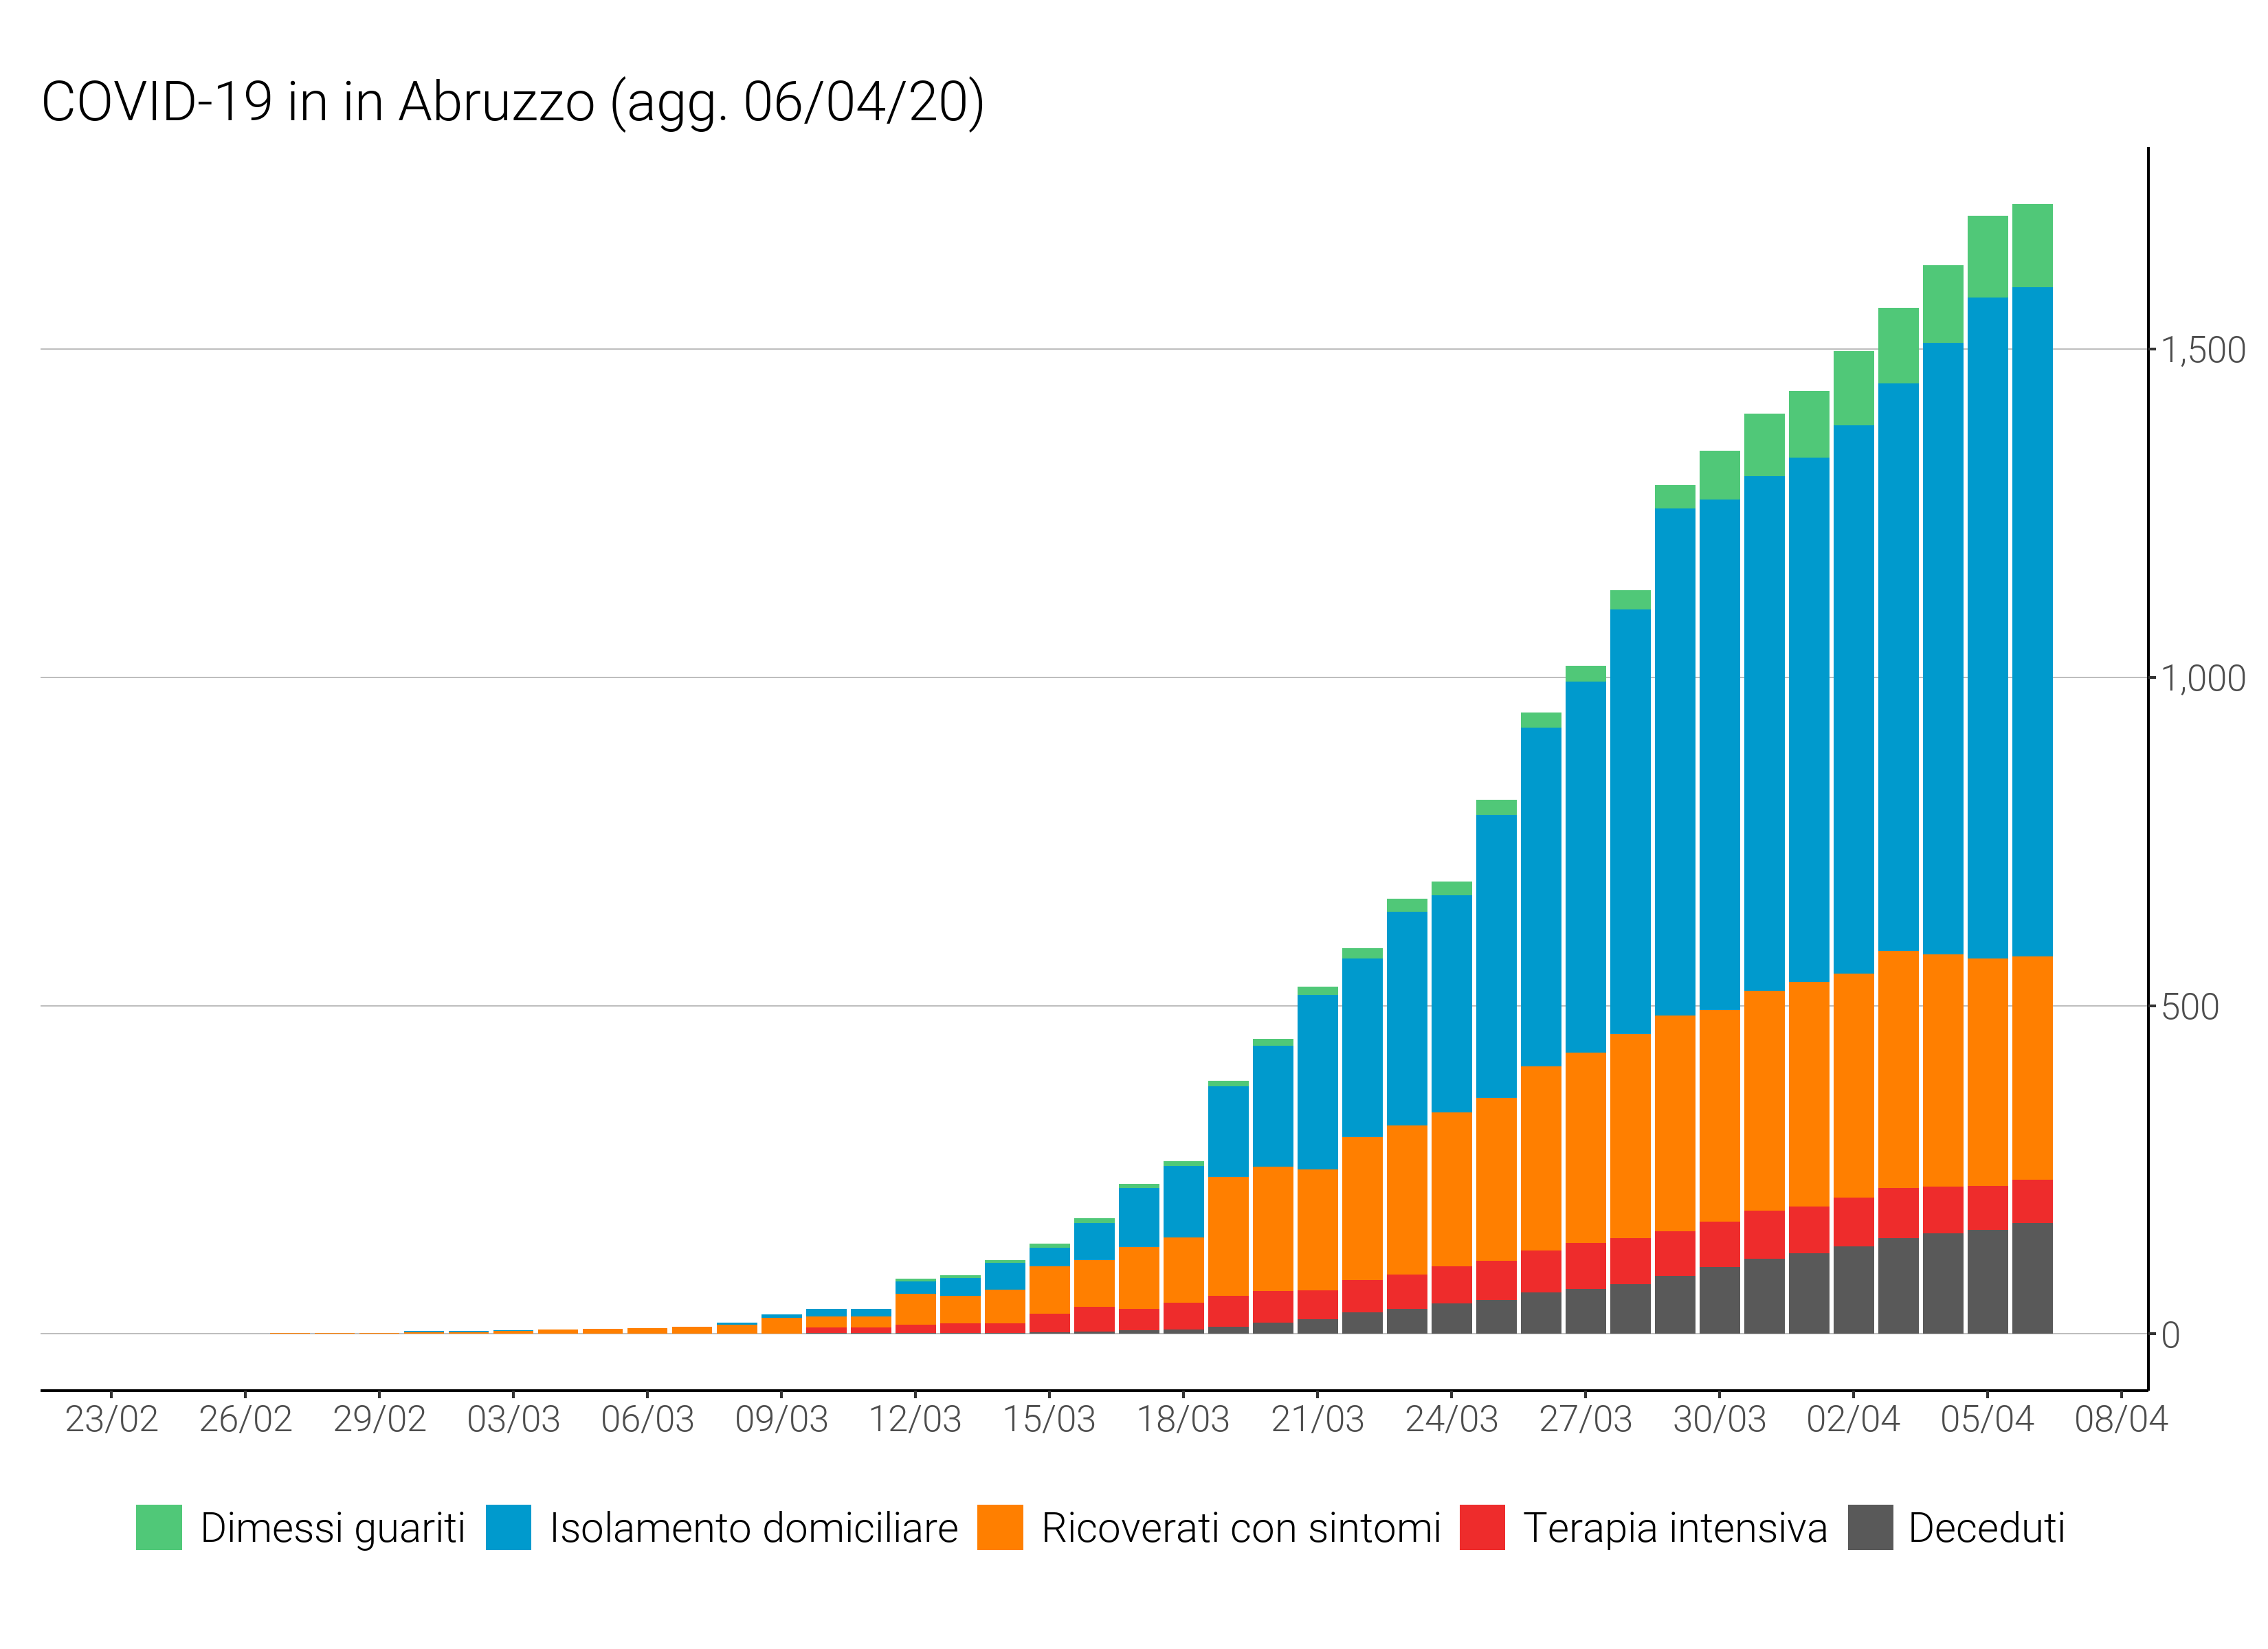 COVID-19 in in Abruzzo (agg. 06/04/20)
1,500
1,000
500
0
23/02 26/02 29/02 03/03 06/03 09/03 12/03 15/03 18/03 21/03 24/03 27/03 30/03 02/04 05/04 08/04
Dimessi guariti Isolamento domiciliare Ricoverati con sintomi Terapia intensiva Deceduti